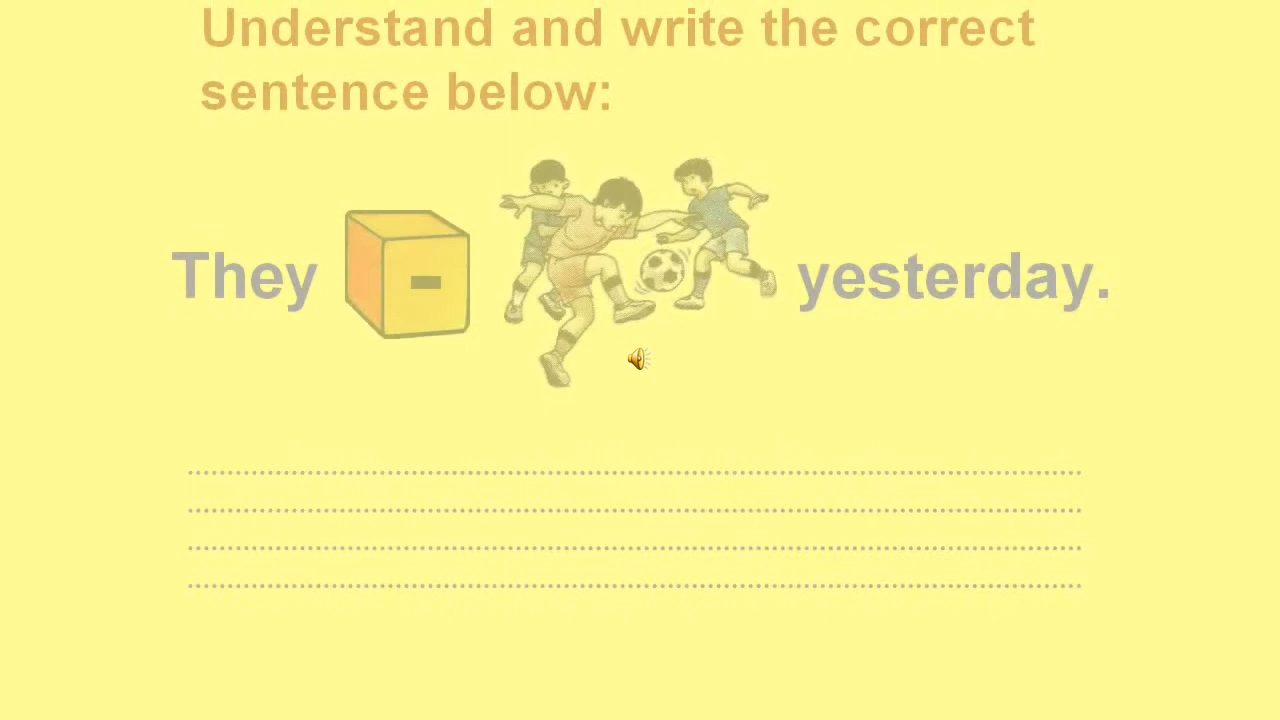 Understand and write the correct
sentence below:
They - yesterday.